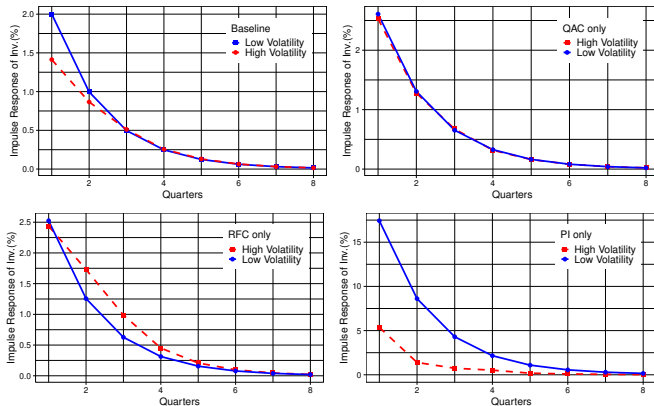 Baseline
Low Volatility
High Volatility
Impulse Response of Inv.(%)
2.0
1.5
1.0
0.5
0.0
2 4 6 8
Quarters
QAC only
High Volatility
Low Volatility
Impulse Response of Inv.(%)
2
1
0
2 4 6 8
Quarters
RFC only
High Volatility
Low Volatility
Impulse Response of Inv.(%)
2.5
2.0
1.5
1.0
0.5
0.0
2 4 6 8
Quarters
PI only
High Volatility
Low Volatility
Impulse Response of Inv.(%)
15
10
5
0
2 4 6 8
Quarters